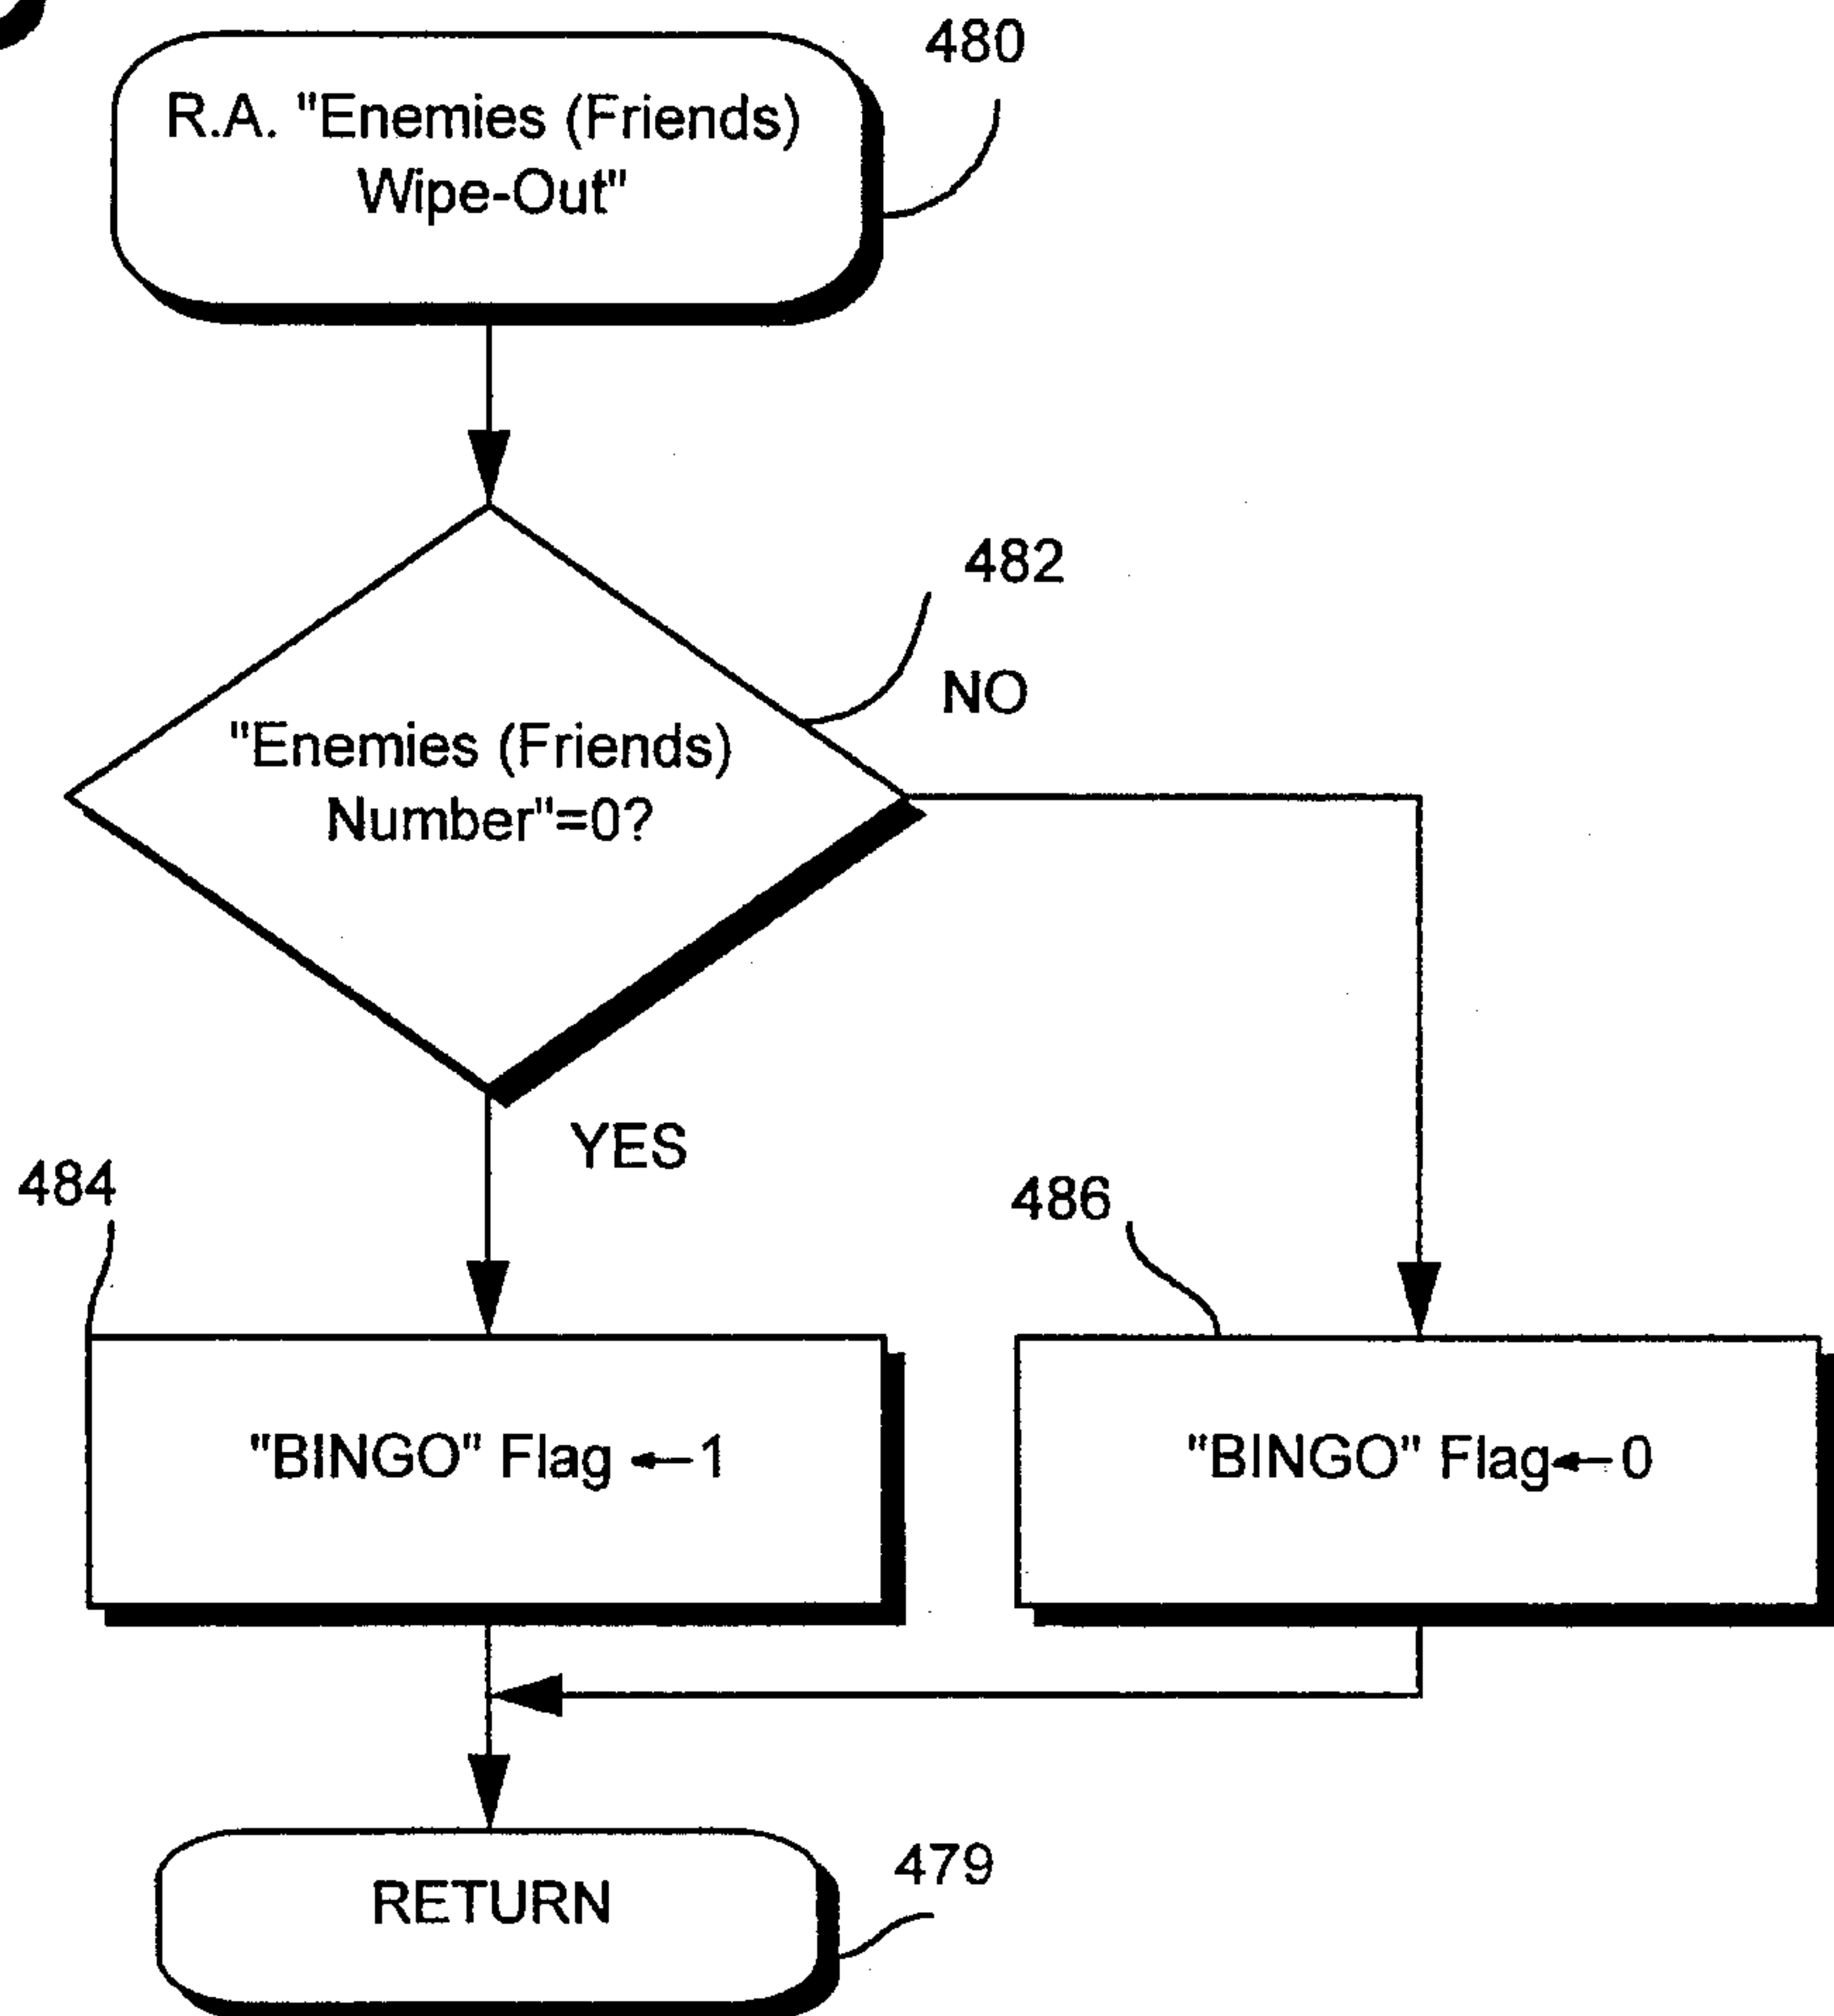 480
R.A. "Enemies (Friends)
Wipe-Out"
482
NO
"Enemies (Friends)
Number"=0?
YES
484
486
"BINGO" Flag ← 1
"BINGO" Flag ← 0
479
RETURN